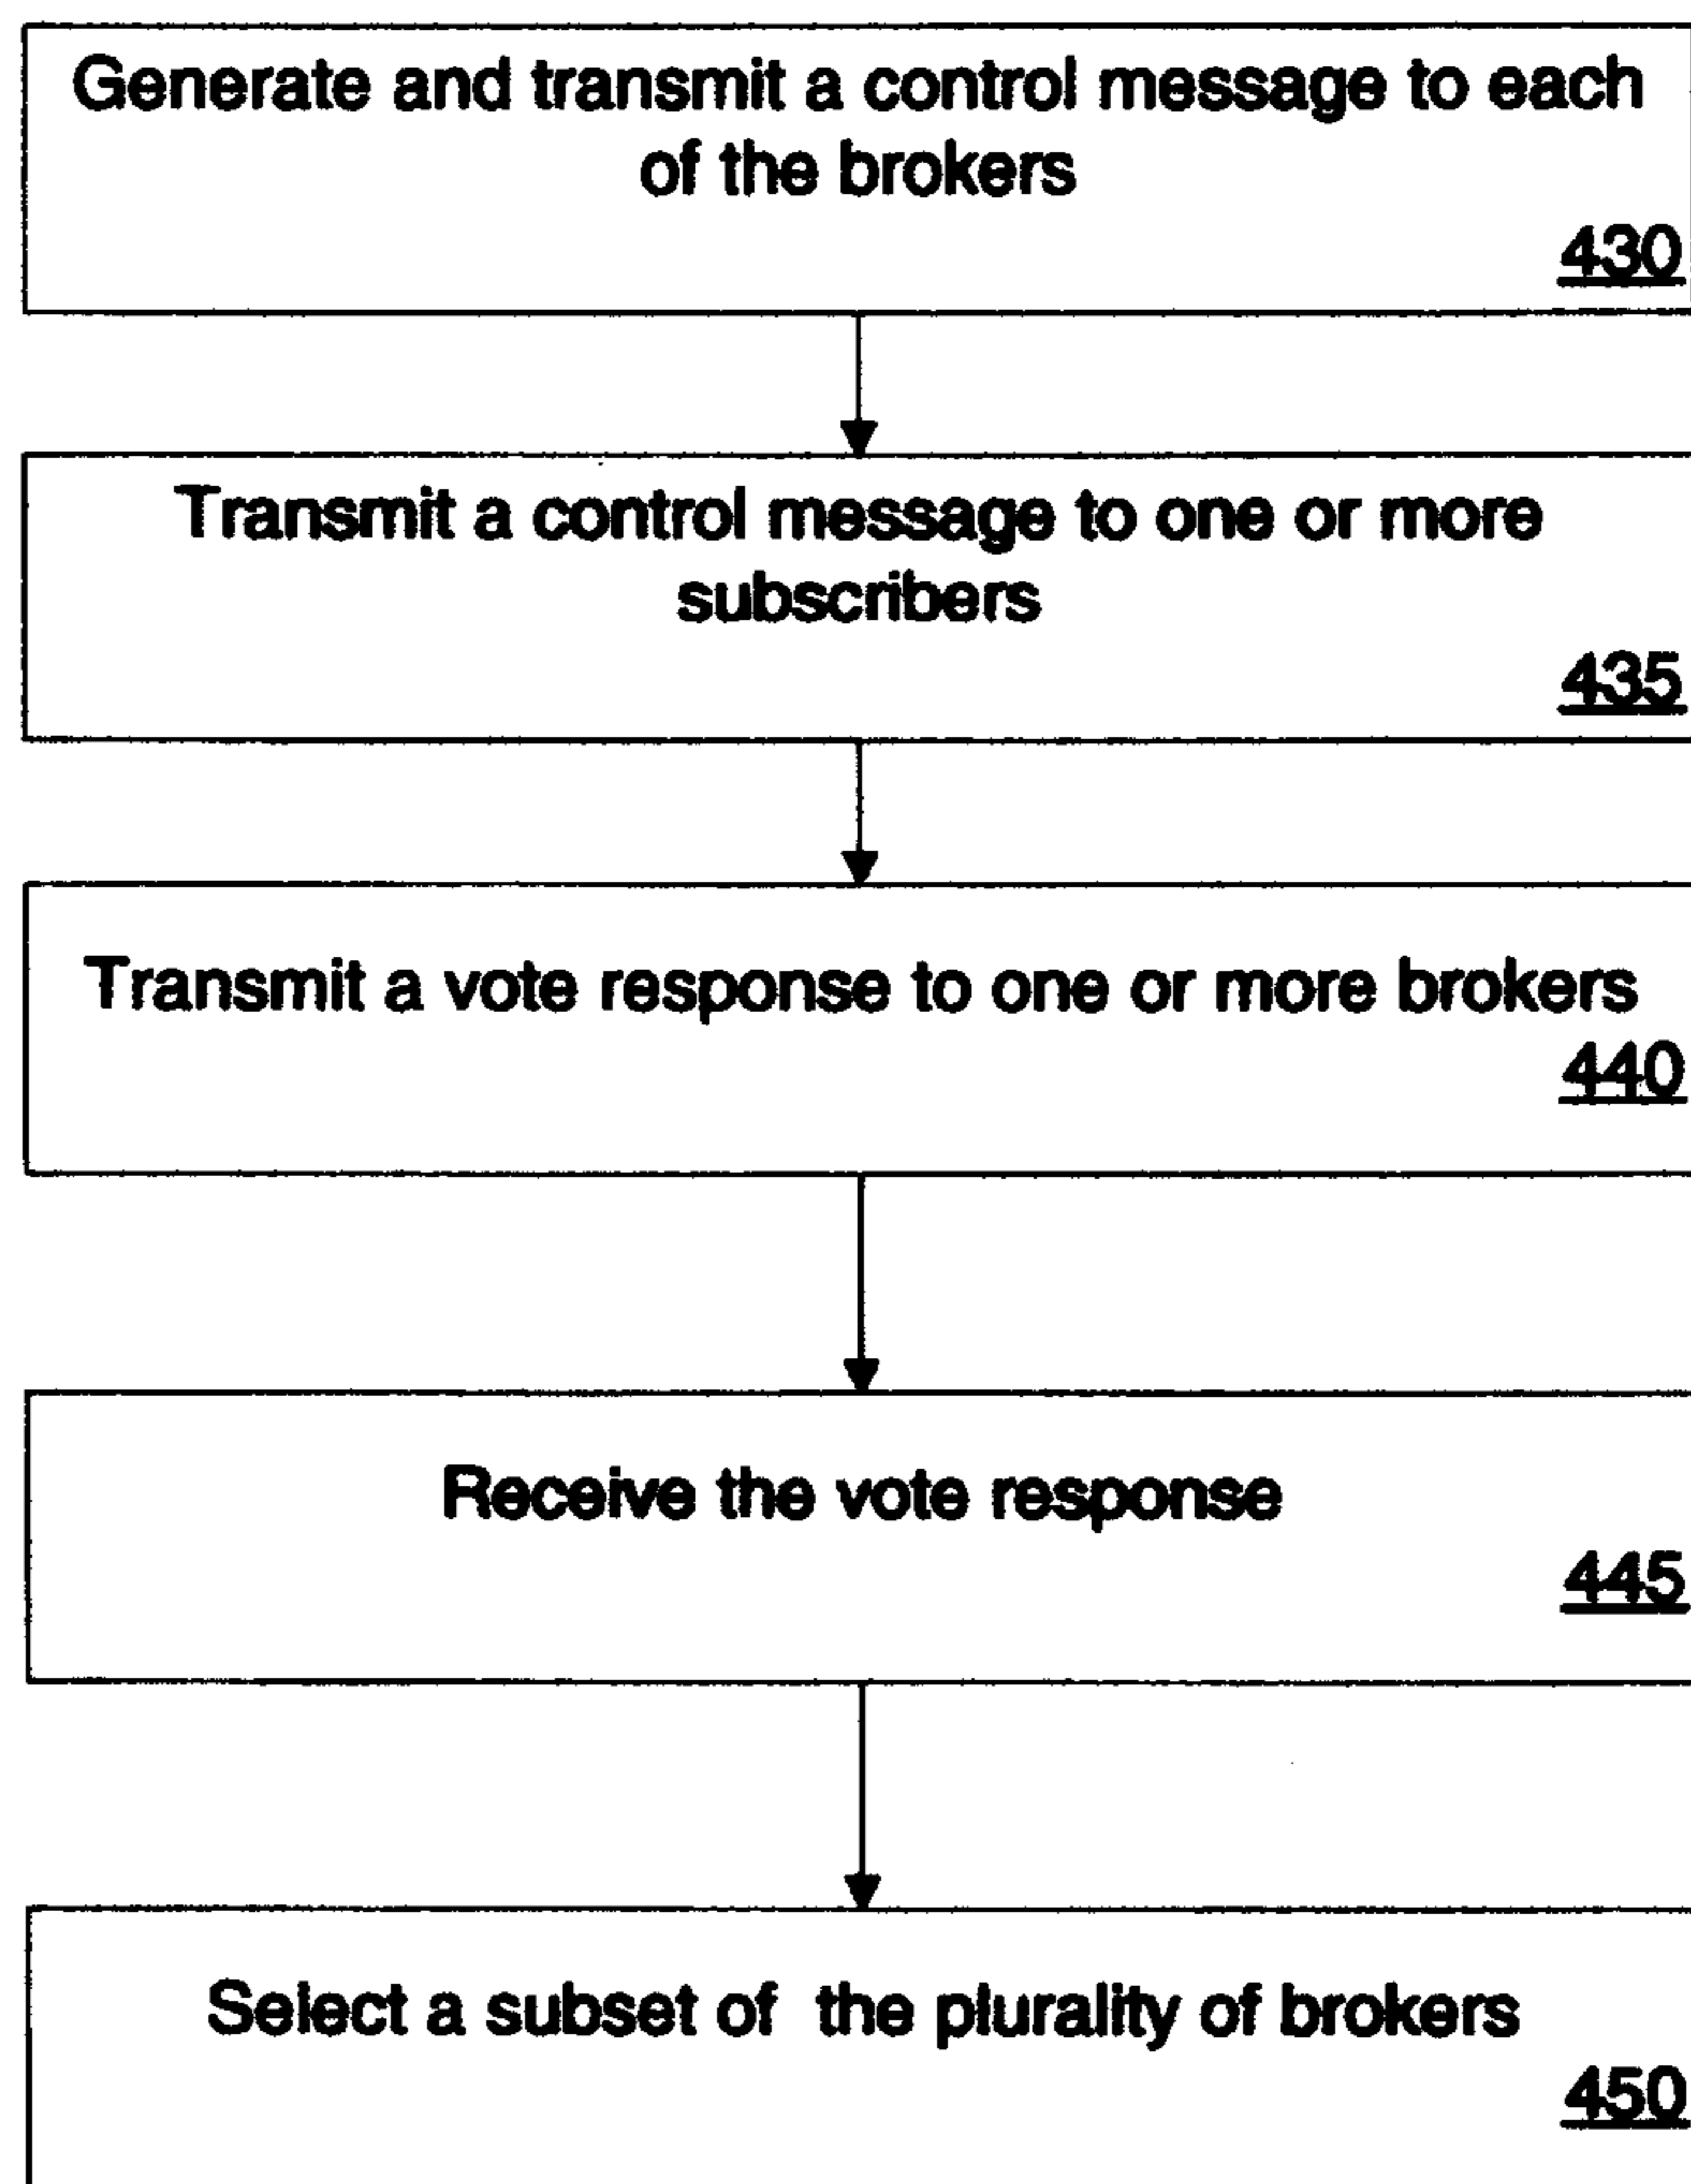 Generate and transmit a control message to each
of the brokers
430
Transmit a control message to one or more
subscribers
435
Transmit a vote response to one or more brokers
440
Receive the vote response
445
Select a subset of the plurality of brokers
450